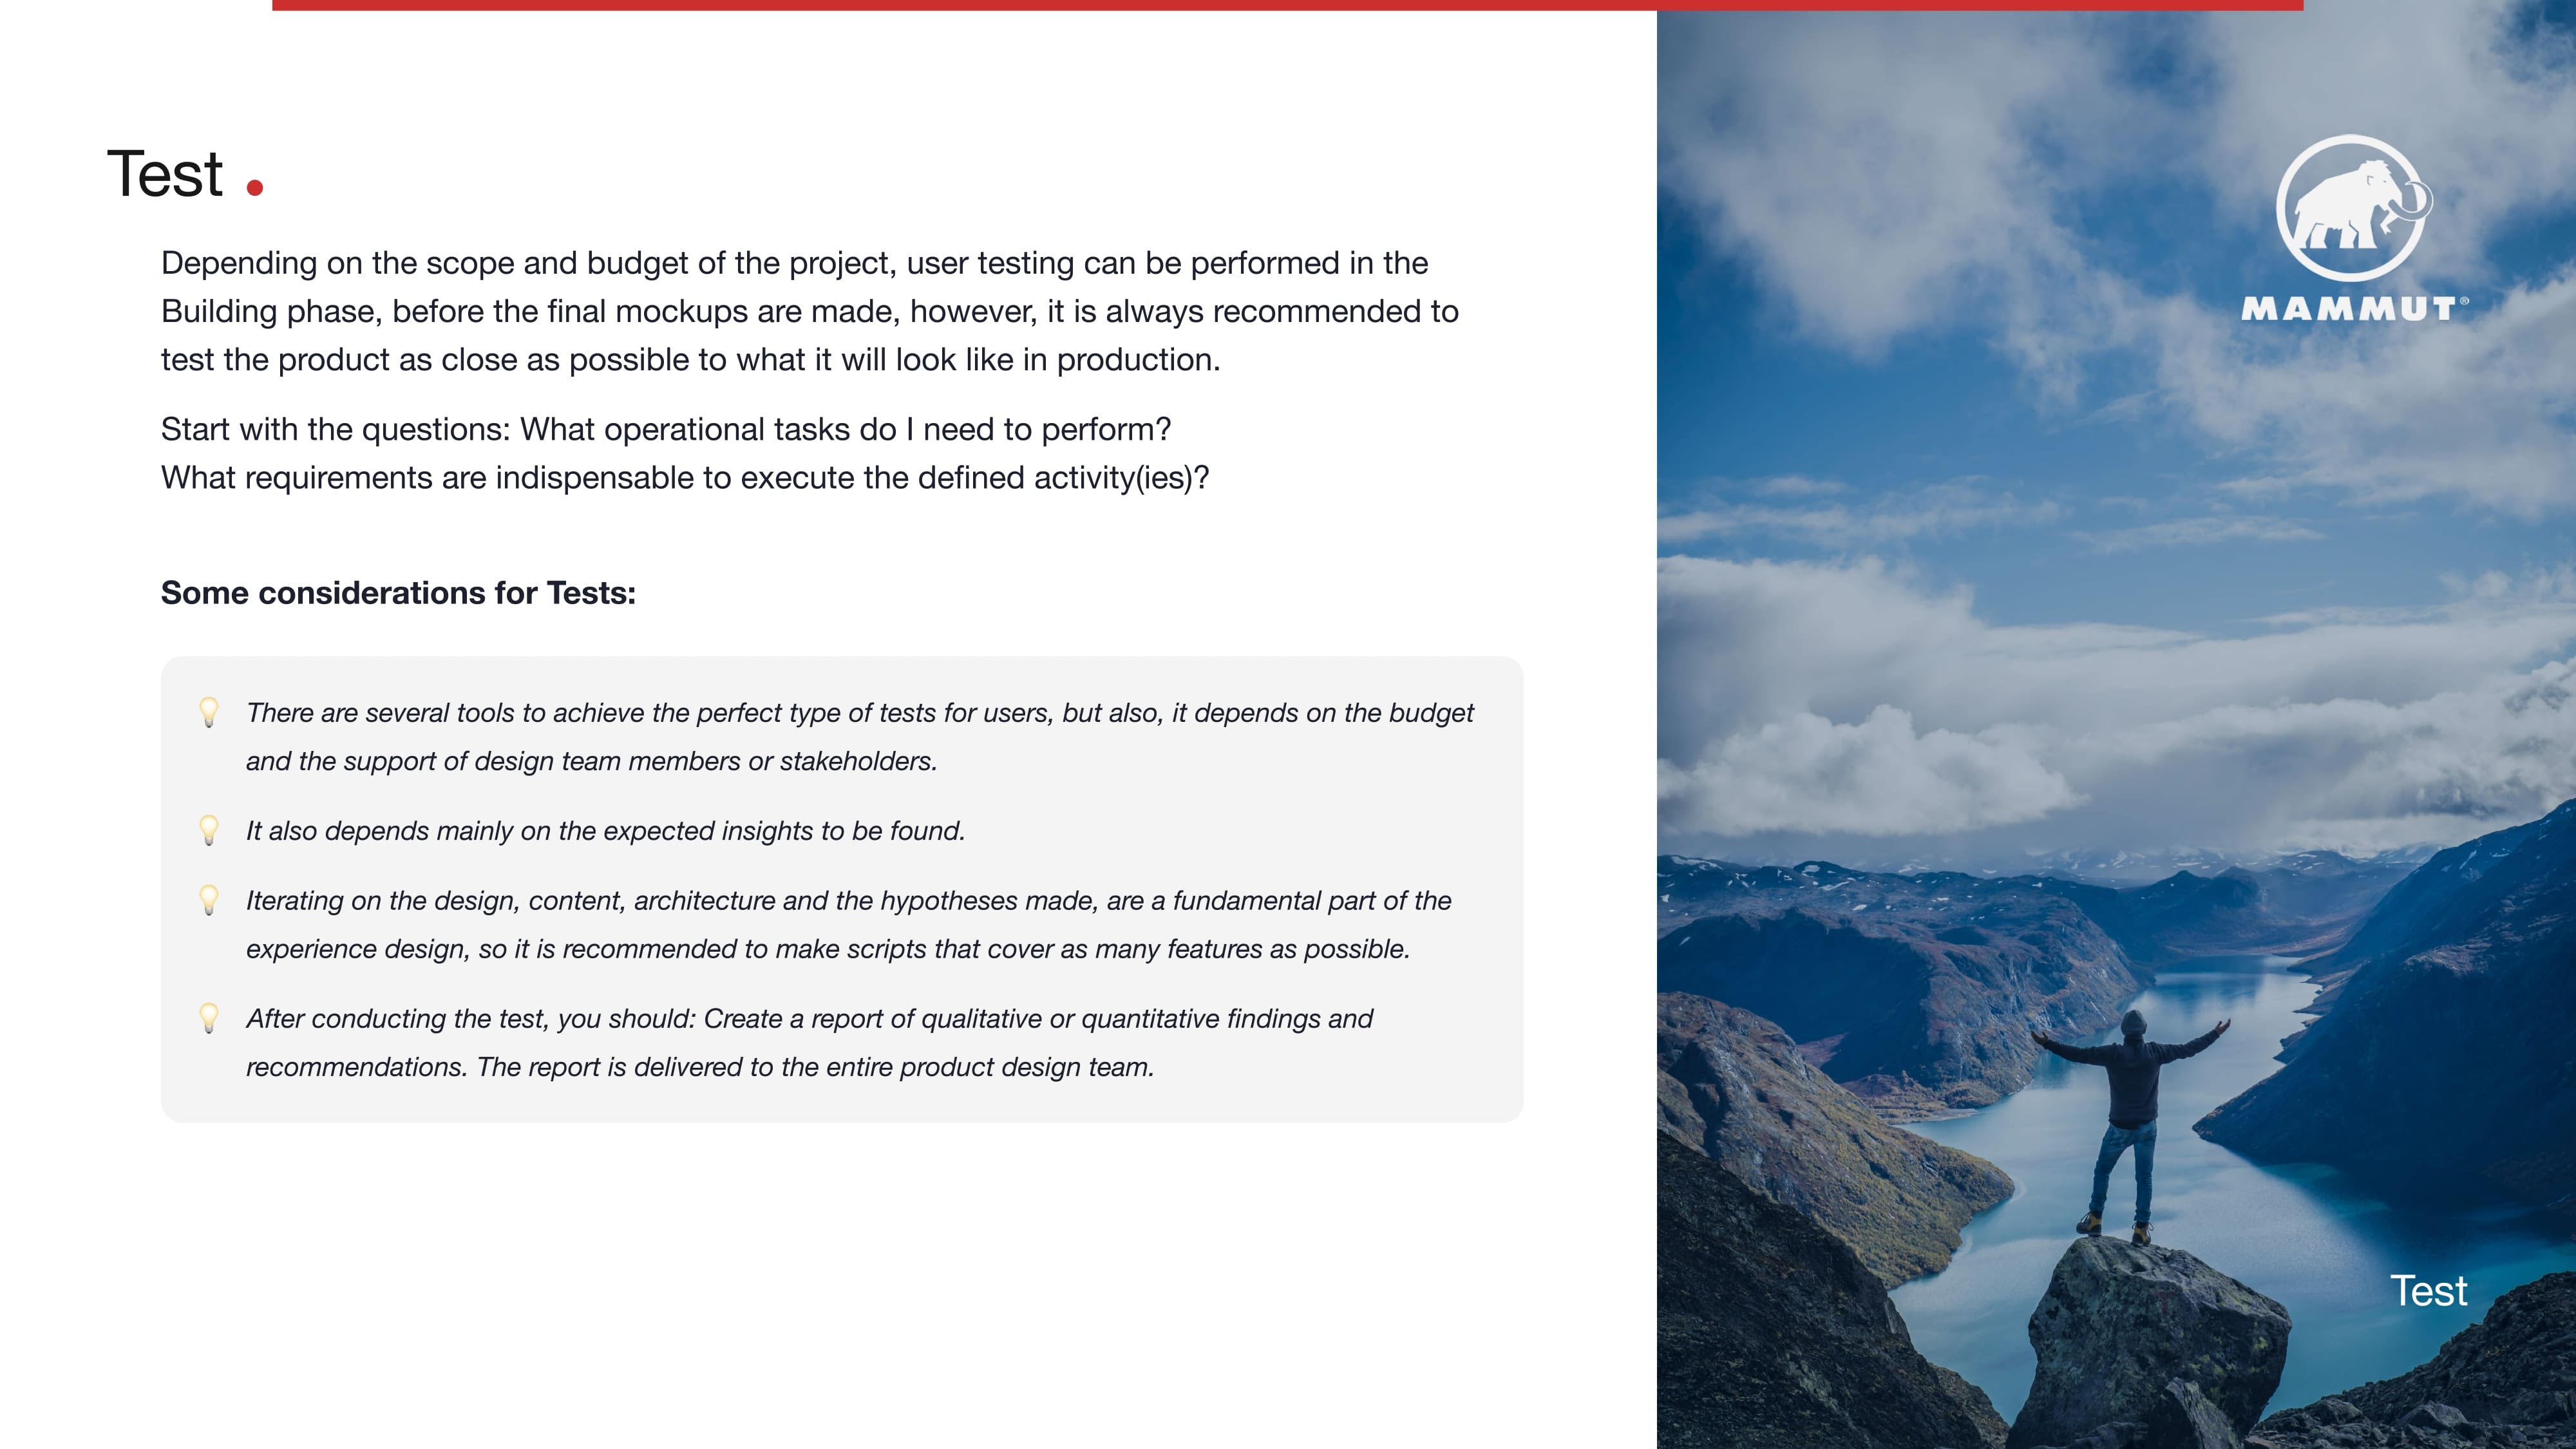 Test .
Depending on the scope and budget of the project, user testing can be performed in the
Building phase, before the final mockups are made, however, it is always recommended to
test the product as close as possible to what it will look like in production.
Start with the questions: What operational tasks do I need to perform?
What requirements are indispensable to execute the defined activity(ies)?
Some considerations for Tests:
There are several tools to achieve the perfect type of tests for users, but also, it depends on the budget
and the support of design team members or stakeholders.
It also depends mainly on the expected insights to be found.
Iterating on the design, content, architecture and the hypotheses made, are a fundamental part of the
experience design, so it is recommended to make scripts that cover as many features as possible.
After conducting the test, you should: Create a report of qualitative or quantitative findings and
recommendations. The report is delivered to the entire product design team.
MAMMUT®
Test